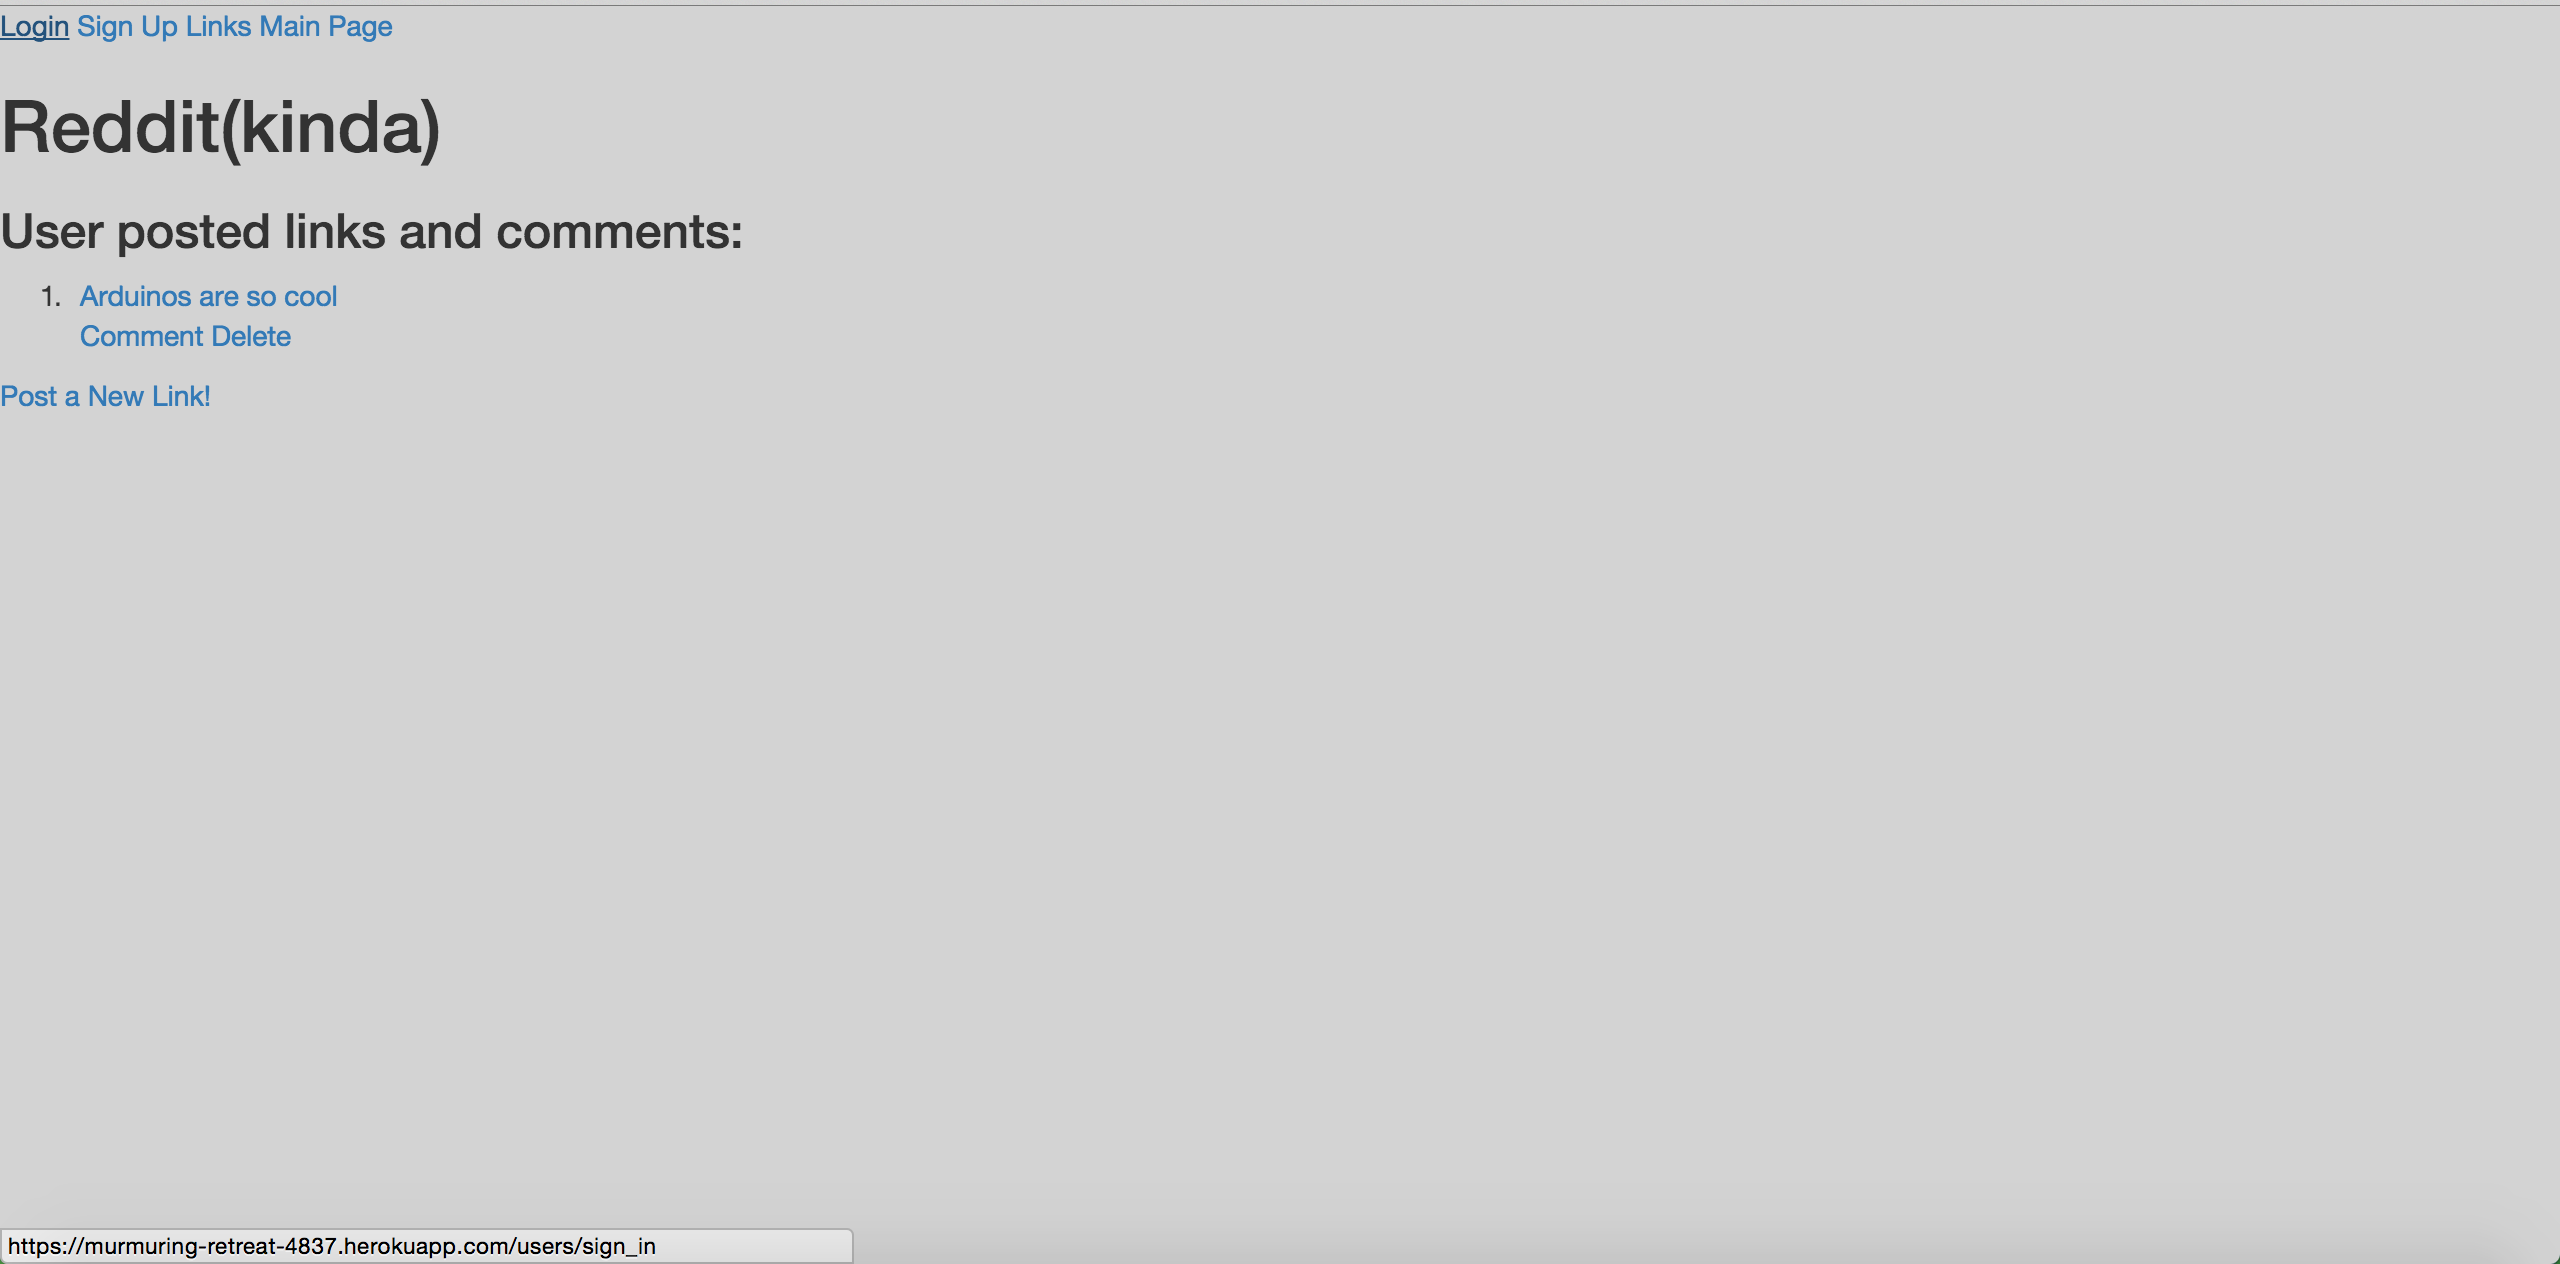 Login Sign Up Links Main Page
Reddit(kinda)
User posted links and comments:
1. Arduinos are so cool
Comment Delete
Post a New Link!
https://murmuring-retreat-4837.herokuapp.com/users/sign_in